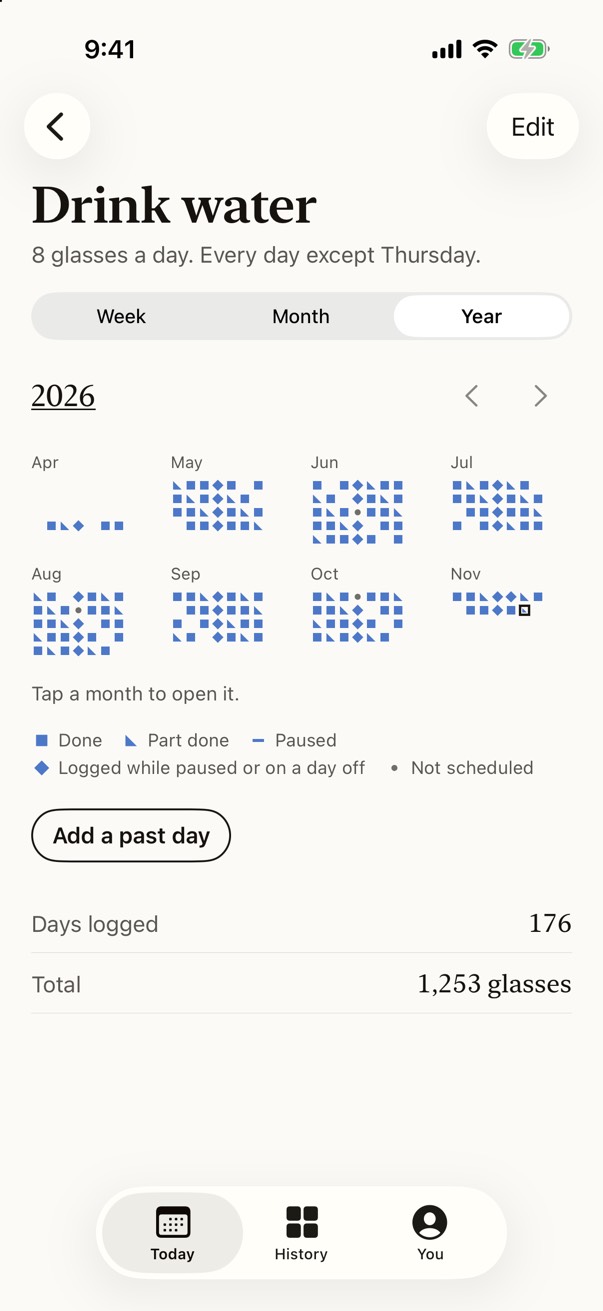 9:41
Edit
Drink water
8 glasses a day. Every day except Thursday.
Week Month Year
2026
Apr May Jun Jul
Aug Sep Oct Nov
Tap a month to open it.
Done Part done Paused
Logged while paused or on a day off Not scheduled
Add a past day
Days logged 176
Total 1,253 glasses
Today History You